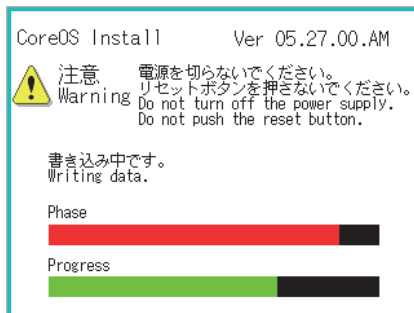 CoreOS Install Ver 05.27.00.AM
注意
Warning
電源を切らないでください。
リセットボタンを押さないでください。
Do not turn off the power supply.
Do not push the reset button.
書き込み中です。
Writing data.
Phase
Progress